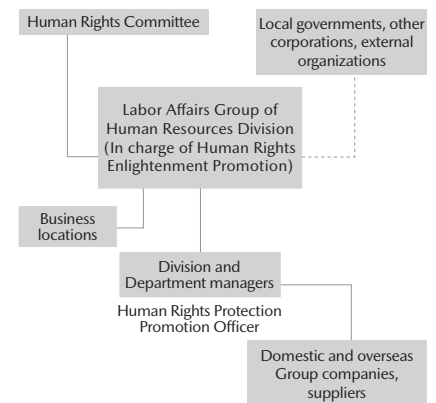 Human Rights Committee
Local governments, other
corporations, external
organizations
Labor Affairs Group of
Human Resources Division
(In charge of Human Rights
Enlightenment Promotion)
Business
locations
Division and
Department managers
Human Rights Protection
Promotion Officer
Domestic and overseas
Group companies,
suppliers